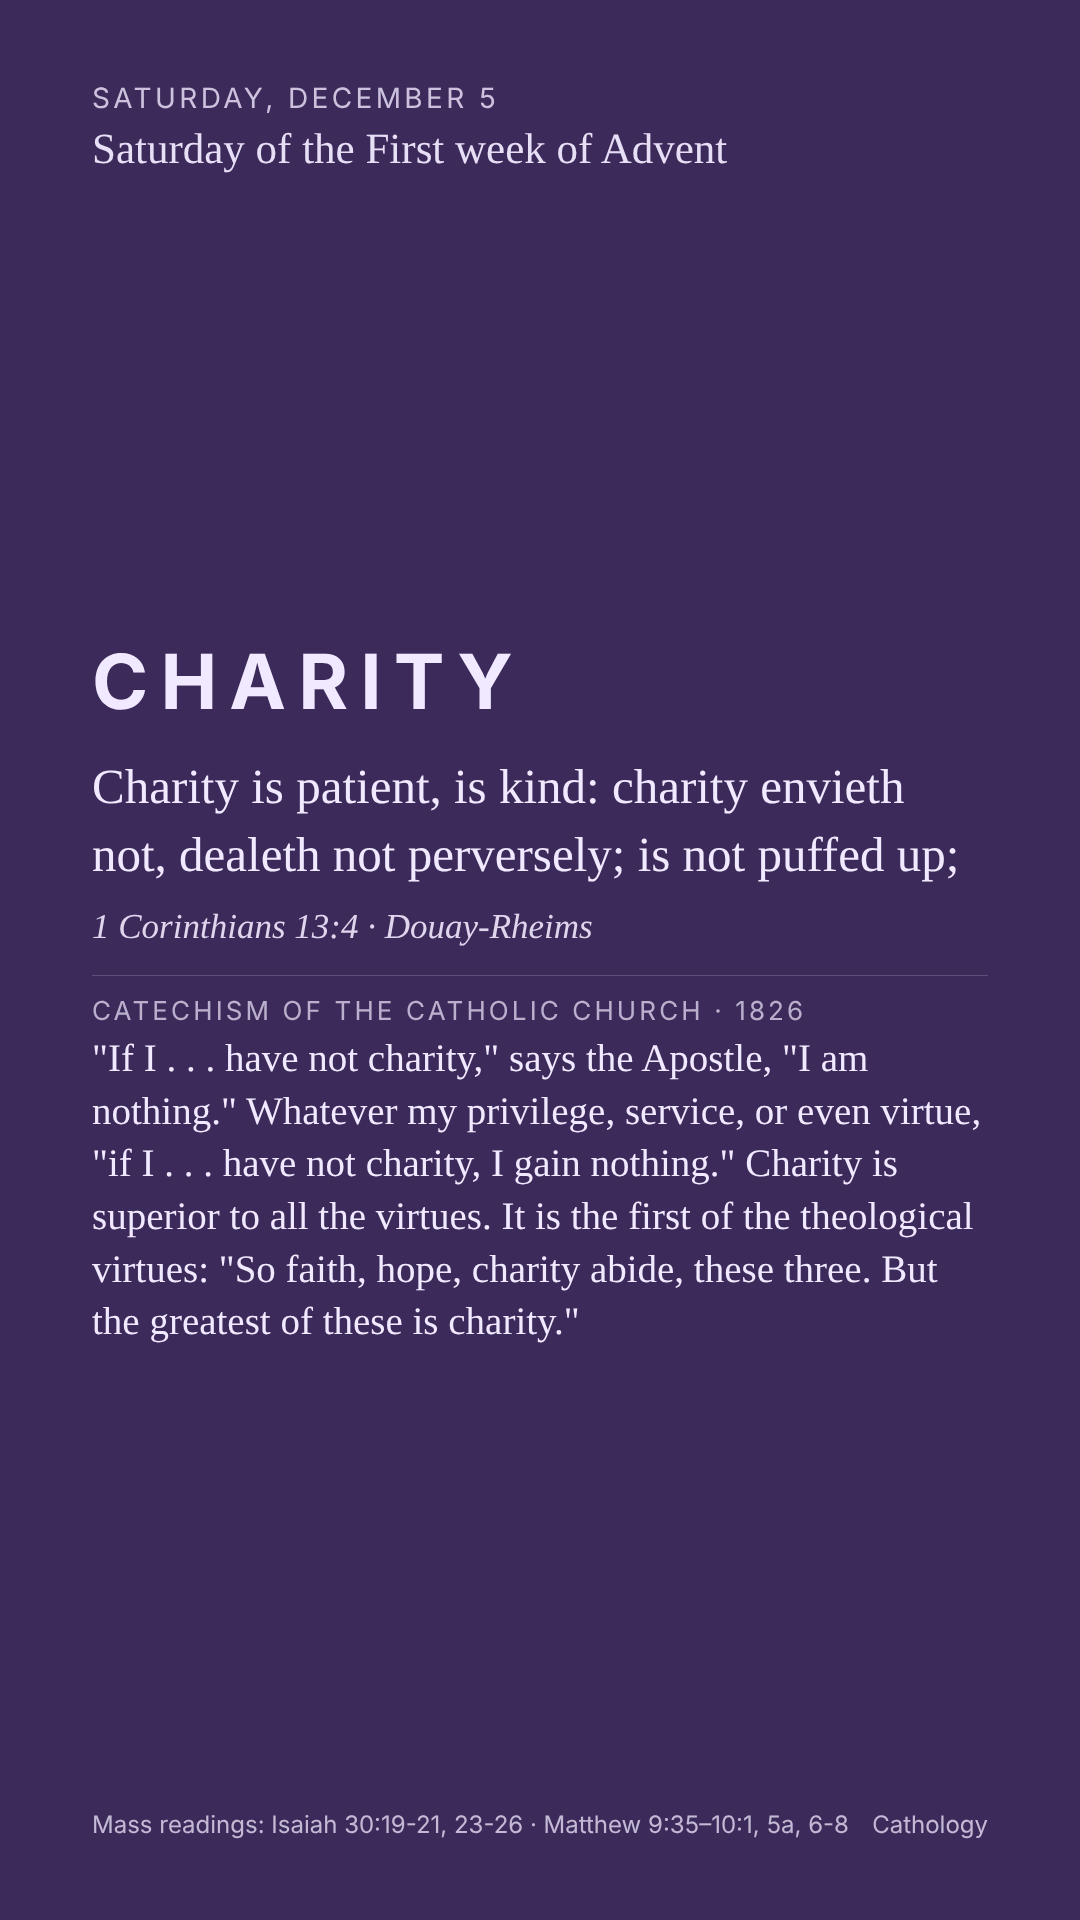 SATURDAY, DECEMBER 5
Saturday of the First week of Advent
CHARITY
Charity is patient, is kind: charity envieth
not, dealeth not perversely; is not puffed up;
1 Corinthians 13:4 · Douay-Rheims
CATECHISM OF THE CATHOLIC CHURCH · 1826
"If I . . . have not charity," says the Apostle, "I am
nothing." Whatever my privilege, service, or even virtue,
"if I . . . have not charity, I gain nothing." Charity is
superior to all the virtues. It is the first of the theological
virtues: "So faith, hope, charity abide, these three. But
the greatest of these is charity."
Mass readings: Isaiah 30:19-21, 23-26 · Matthew 9:35–10:1, 5a, 6-8 Cathology